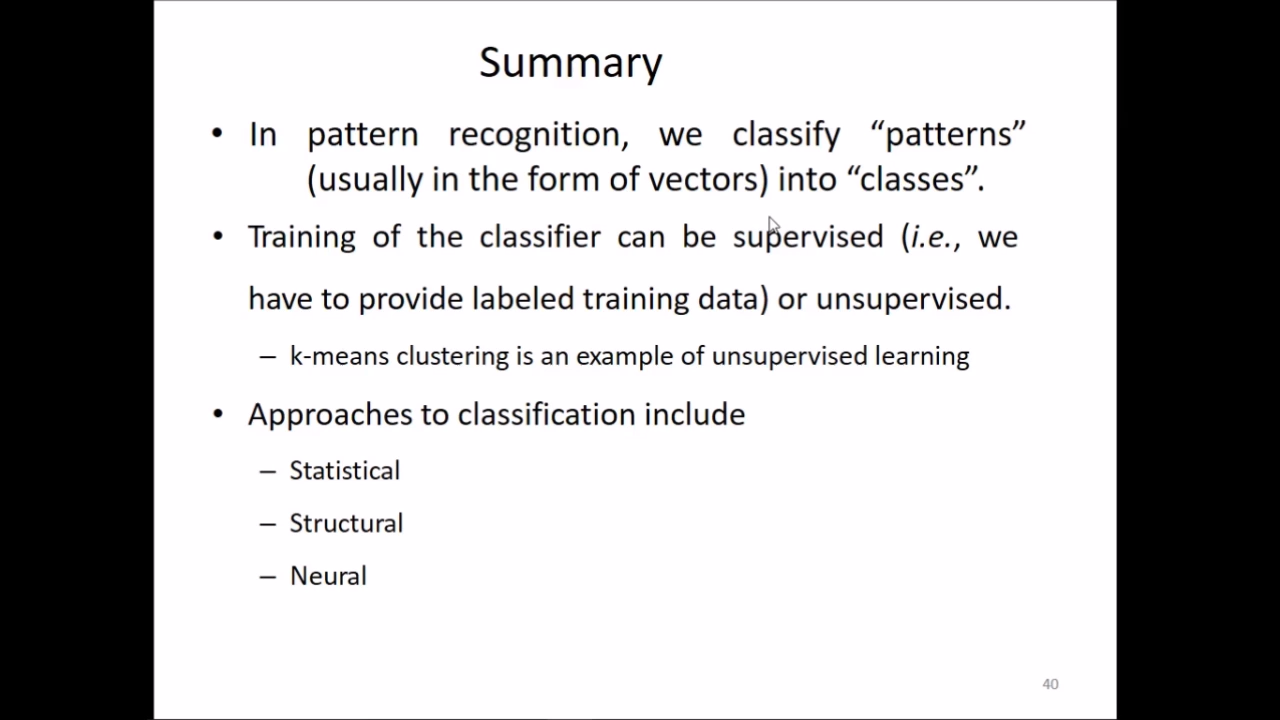 Summary
• In pattern recognition, we classify “patterns”
(usually in the form of vectors) into “classes”.
• Training of the classifier can be supervised (i.e., we
have to provide labeled training data) or unsupervised.
– k-means clustering is an example of unsupervised learning
• Approaches to classification include
– Statistical
– Structural
– Neural
40